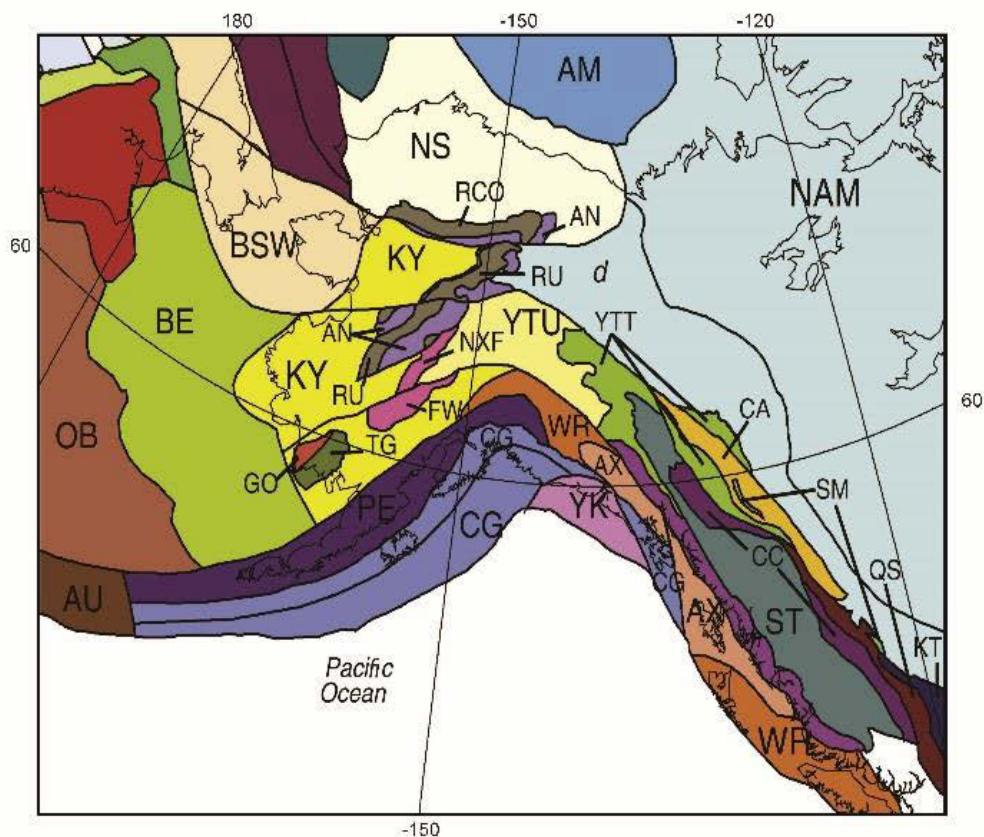 180
-150
-120
AM
NS
RCO
AN
NAM
60
BSW
KY
RU
d
BE
AN
YTU
YTT
NXF
KY
RU
CA
60
FW
WR
OB
TG
CG
AX
SM
GO
PE
YK
CG
CC
QS
AU
CG
AX
ST
KT
Pacific
Ocean
WR
-150